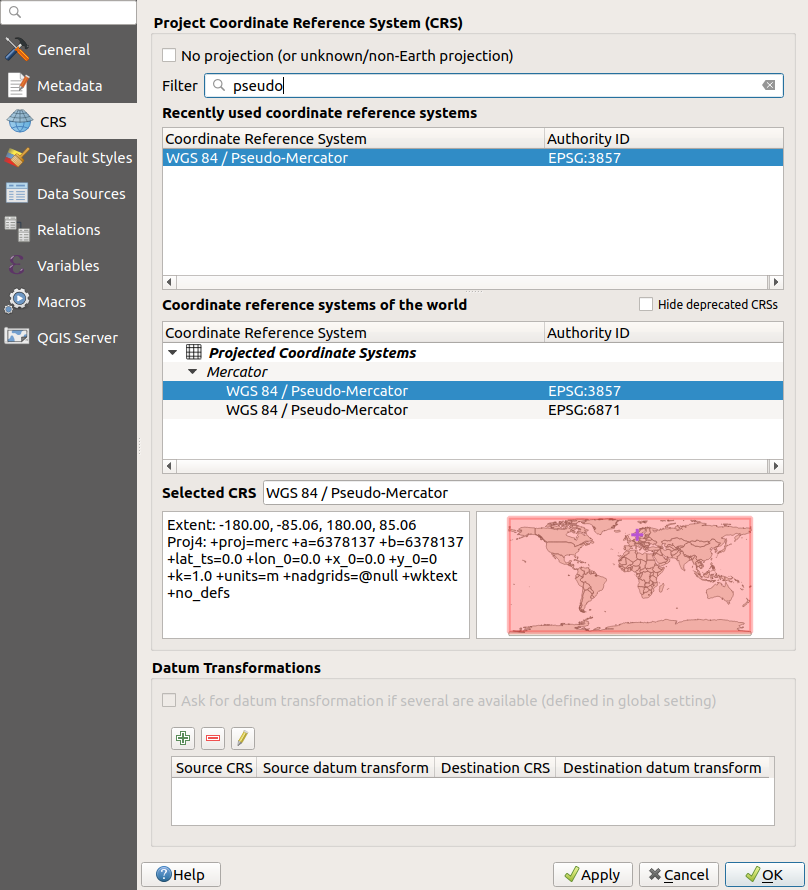 General
Metadata
CRS
Default Styles
Data Sources
Relations
Variables
Macros
QGIS Server
Project Coordinate Reference System (CRS)
No projection (or unknown/non-Earth projection)
Filter pseudo
Recently used coordinate reference systems
Coordinate Reference System Authority ID
WGS 84 / Pseudo-Mercator EPSG:3857
Coordinate reference systems of the world Hide deprecated CRSs
Coordinate Reference System Authority ID
Projected Coordinate Systems
Mercator
WGS 84 / Pseudo-Mercator EPSG:3857
WGS 84 / Pseudo-Mercator EPSG:6871
Selected CRS WGS 84 / Pseudo-Mercator
Extent: -180.00, -85.06, 180.00, 85.06
Proj4: +proj=merc +a=6378137 +b=6378137
+lat_ts=0.0 +lon_0=0.0 +x_0=0.0 +y_0=0
+k=1.0 +units=m +nadgrids=@null +wktext
+no_defs
Datum Transformations
Ask for datum transformation if several are available (defined in global setting)
Source CRS Source datum transform Destination CRS Destination datum transform
Help Apply Cancel OK